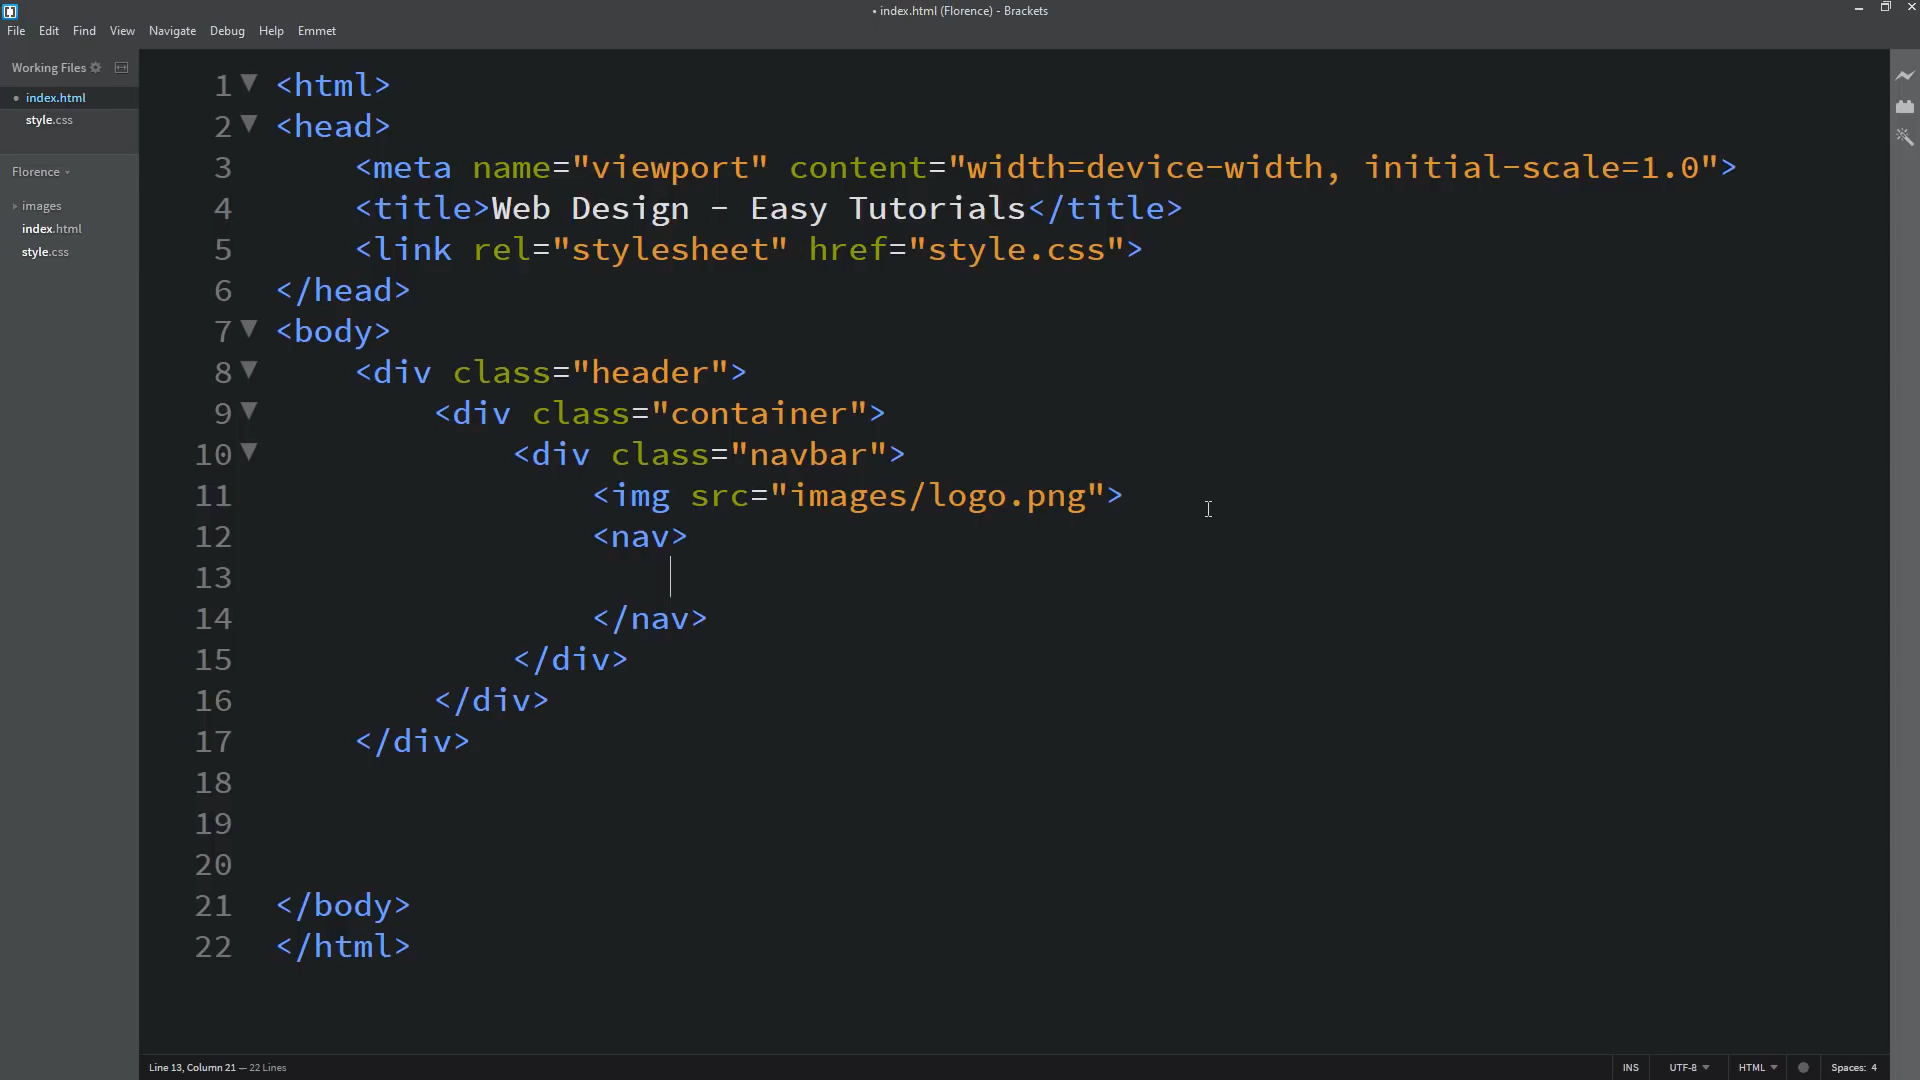 • index.html (Florence) - Brackets
File Edit Find View Navigate Debug Help Emmet
Working Files
• index.html
style.css
Florence
images
index.html
style.css
1 <html>
2 <head>
3 <meta name="viewport" content="width=device-width, initial-scale=1.0">
4 <title>Web Design - Easy Tutorials</title>
5 <link rel="stylesheet" href="style.css">
6 </head>
7 <body>
8 <div class="header">
9 <div class="container">
10 <div class="navbar">
11 <img src="images/logo.png">
12 <nav>
13
14 </nav>
15 </div>
16 </div>
17 </div>
18
19
20
21 </body>
22 </html>
Line 13, Column 21 — 22 Lines
INS UTF-8 HTML Spaces: 4